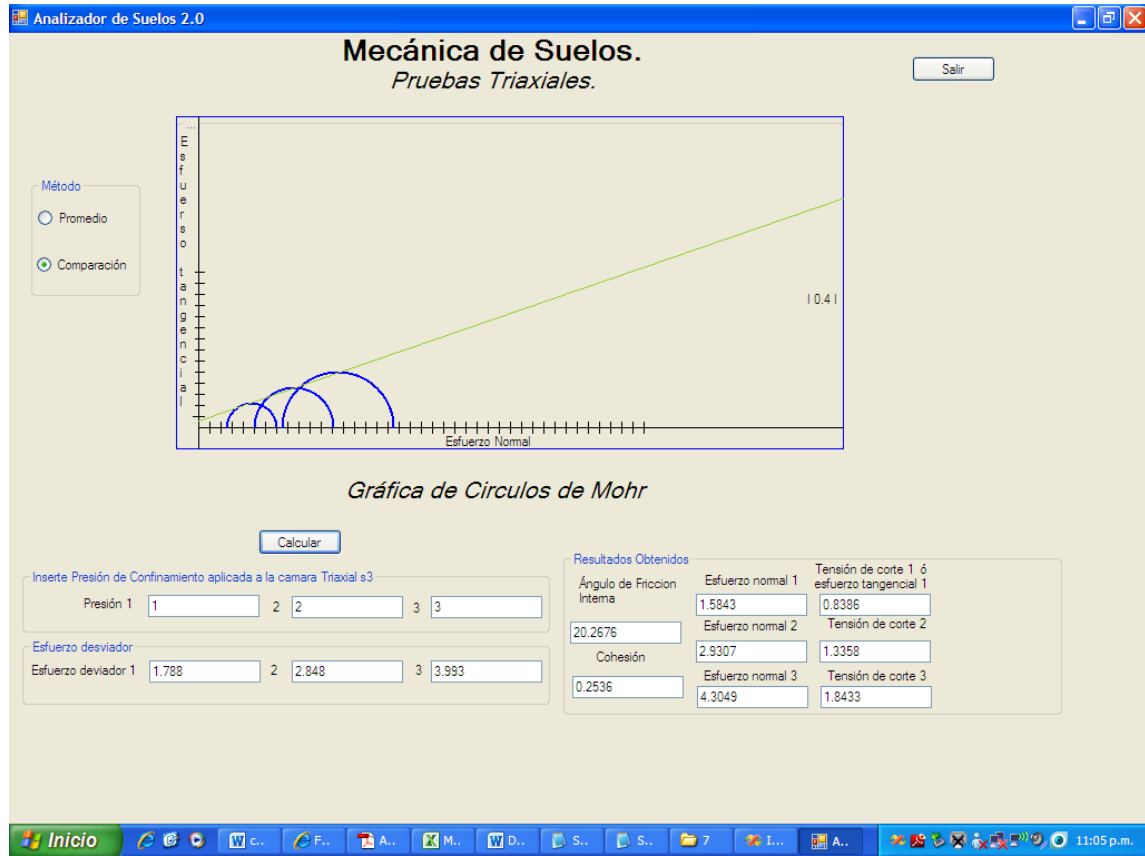 Analizador de Suelos 2.0
Mecánica de Suelos.
Pruebas Triaxiales.
Salir
Método
Promedio
Comparación
...
Esfuerso tangencial
| 0.4 |
Esfuerzo Normal
Gráfica de Circulos de Mohr
Calcular
Inserte Presión de Confinamiento aplicada a la camara Triaxial s3
Presión 1 1 2 2 3 3
Esfuerzo desviador
Esfuerzo deviador 1 1.788 2 2.848 3 3.993
Resultados Obtenidos
Ángulo de Friccion Interna
20.2676
Cohesión
0.2536
Esfuerzo normal 1
1.5843
Esfuerzo normal 2
2.9307
Esfuerzo normal 3
4.3049
Tensión de corte 1 ó
esfuerzo tangencial 1
0.8386
Tensión de corte 2
1.3358
Tensión de corte 3
1.8433
Inicio
c..
F..
A..
M..
D..
S..
S..
7
I...
A..
11:05 p.m.